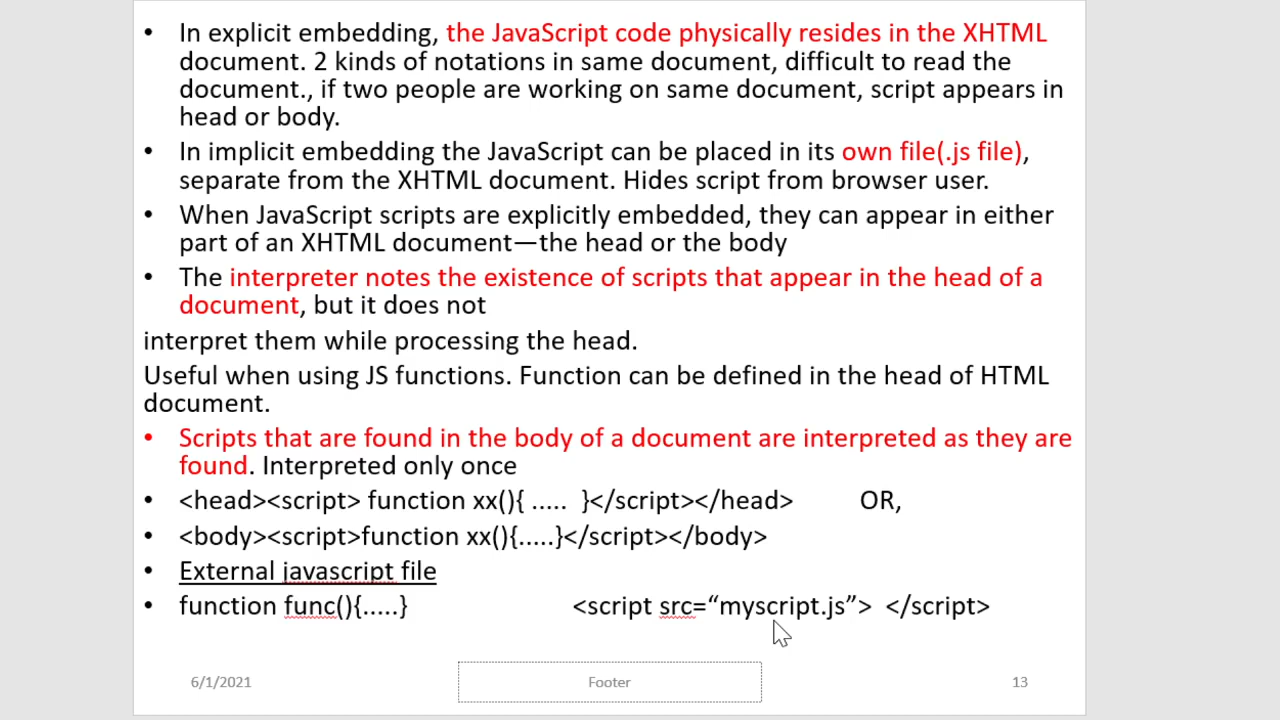 • In explicit embedding, the JavaScript code physically resides in the XHTML
document. 2 kinds of notations in same document, difficult to read the
document., if two people are working on same document, script appears in
head or body.
• In implicit embedding the JavaScript can be placed in its own file(.js file),
separate from the XHTML document. Hides script from browser user.
• When JavaScript scripts are explicitly embedded, they can appear in either
part of an XHTML document—the head or the body
• The interpreter notes the existence of scripts that appear in the head of a
document, but it does not
interpret them while processing the head.
Useful when using JS functions. Function can be defined in the head of HTML
document.
• Scripts that are found in the body of a document are interpreted as they are
found. Interpreted only once
• <head><script> function xx(){ ..... }</script></head> OR,
• <body><script>function xx(){.....}</script></body>
• External javascript file
• function func(){.....} <script src=“myscript.js”> </script>
6/1/2021 Footer 13